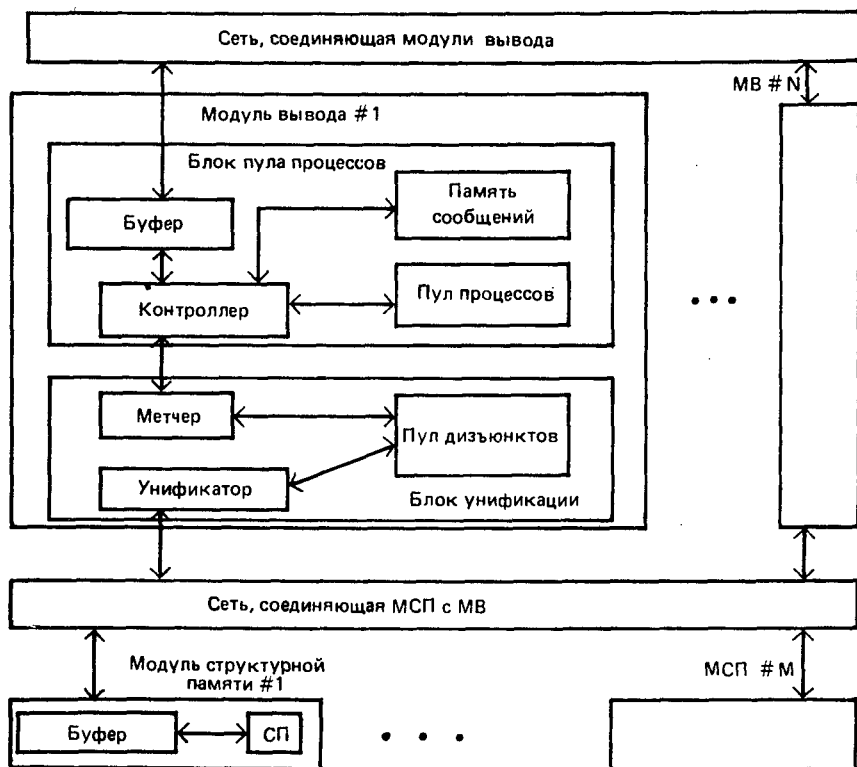 Сеть, соединяющая модули вывода
МВ #N
Модуль вывода #1
Блок пула процессов
Память
сообщений
Буфер
Пул процессов
Контроллер
...
Метчер
Пул дизъюнктов
Унификатор
Блок унификации
Сеть, соединяющая МСП с МВ
Модуль структурной
памяти #1
МСП #М
Буфер
СП
. . .